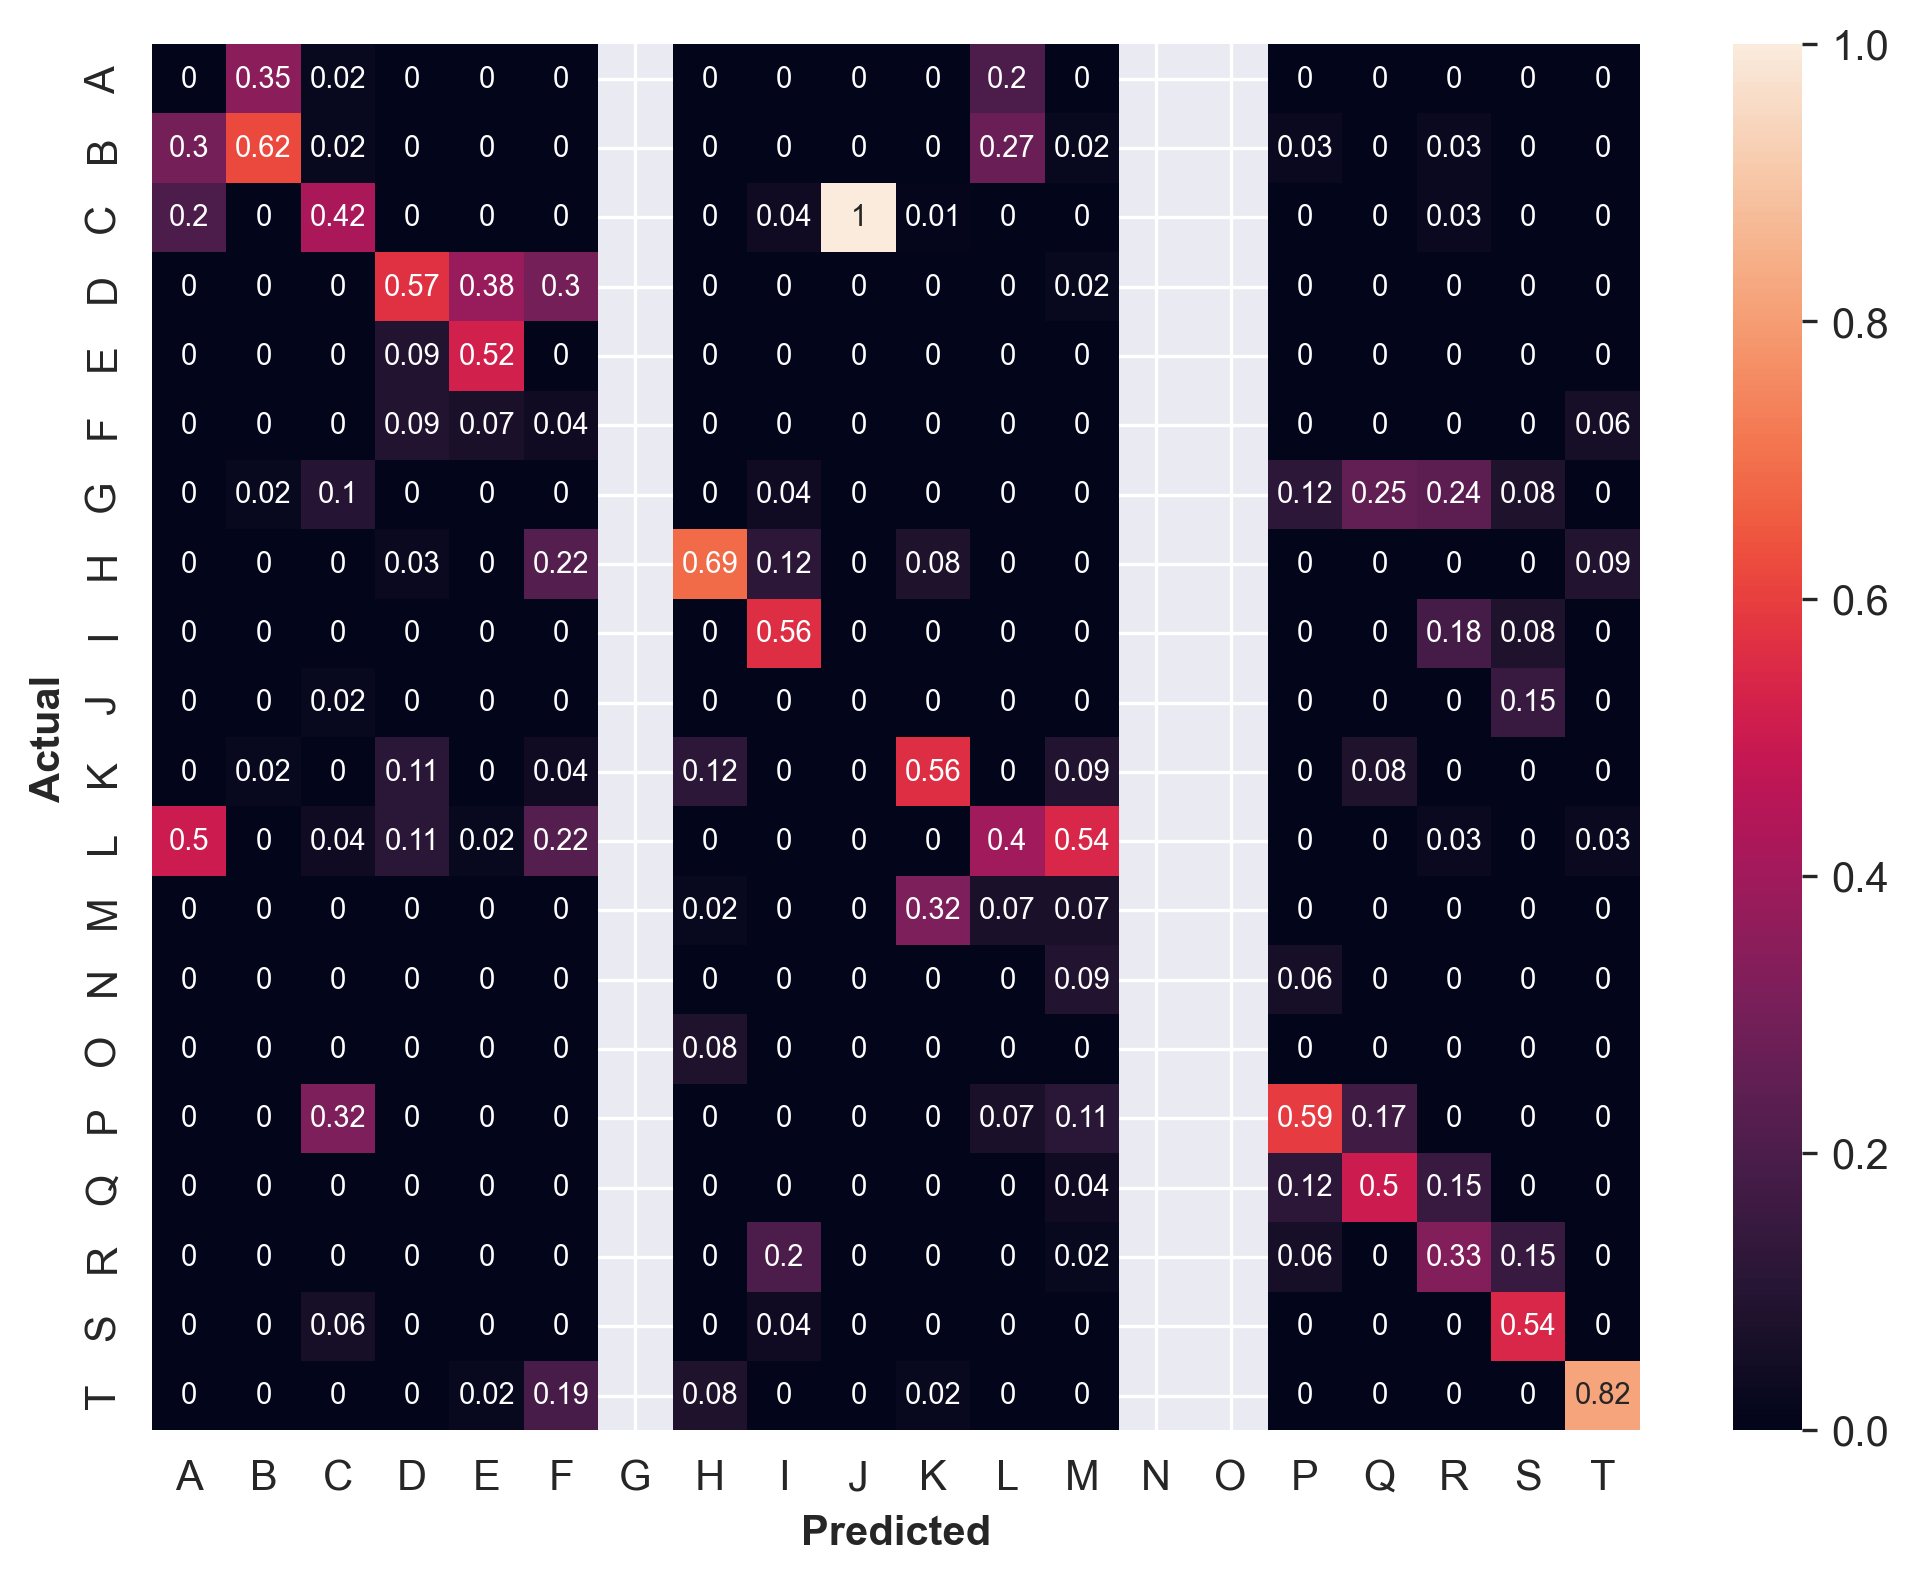 A 0 0.35 0.02 0 0 0 0 0 0 0 0.2 0 0 0 0 0 0 1.0
B 0.3 0.62 0.02 0 0 0 0 0 0 0 0.27 0.02 0.03 0 0.03 0 0
C 0.2 0 0.42 0 0 0 0 0.04 1 0.01 0 0 0 0 0.03 0 0
D 0 0 0 0.57 0.38 0.3 0 0 0 0 0 0.02 0 0 0 0 0 0.8
E 0 0 0 0.09 0.52 0 0 0 0 0 0 0 0 0 0 0 0
F 0 0 0 0.09 0.07 0.04 0 0 0 0 0 0 0 0 0 0 0.06
G 0 0.02 0.1 0 0 0 0 0.04 0 0 0 0 0.12 0.25 0.24 0.08 0
H 0 0 0 0.03 0 0.22 0.69 0.12 0 0.08 0 0 0 0 0 0 0.09 0.6
I 0 0 0 0 0 0 0 0.56 0 0 0 0 0 0 0.18 0.08 0
J 0 0 0.02 0 0 0 0 0 0 0 0 0 0 0 0 0.15 0
Actual
K 0 0.02 0 0.11 0 0.04 0.12 0 0 0.56 0 0.09 0 0.08 0 0 0
L 0.5 0 0.04 0.11 0.02 0.22 0 0 0 0 0.4 0.54 0 0 0.03 0 0.03 0.4
M 0 0 0 0 0 0 0.02 0 0 0.32 0.07 0.07 0 0 0 0 0
N 0 0 0 0 0 0 0 0 0 0 0 0.09 0.06 0 0 0 0
O 0 0 0 0 0 0 0.08 0 0 0 0 0 0 0 0 0 0
P 0 0 0.32 0 0 0 0 0 0 0 0.07 0.11 0.59 0.17 0 0 0 0.2
Q 0 0 0 0 0 0 0 0 0 0 0 0.04 0.12 0.5 0.15 0 0
R 0 0 0 0 0 0 0 0.2 0 0 0 0.02 0.06 0 0.33 0.15 0
S 0 0 0.06 0 0 0 0 0.04 0 0 0 0 0 0 0 0.54 0
T 0 0 0 0 0.02 0.19 0.08 0 0 0.02 0 0 0 0 0 0 0.82 0.0
A B C D E F G H I J K L M N O P Q R S T
Predicted